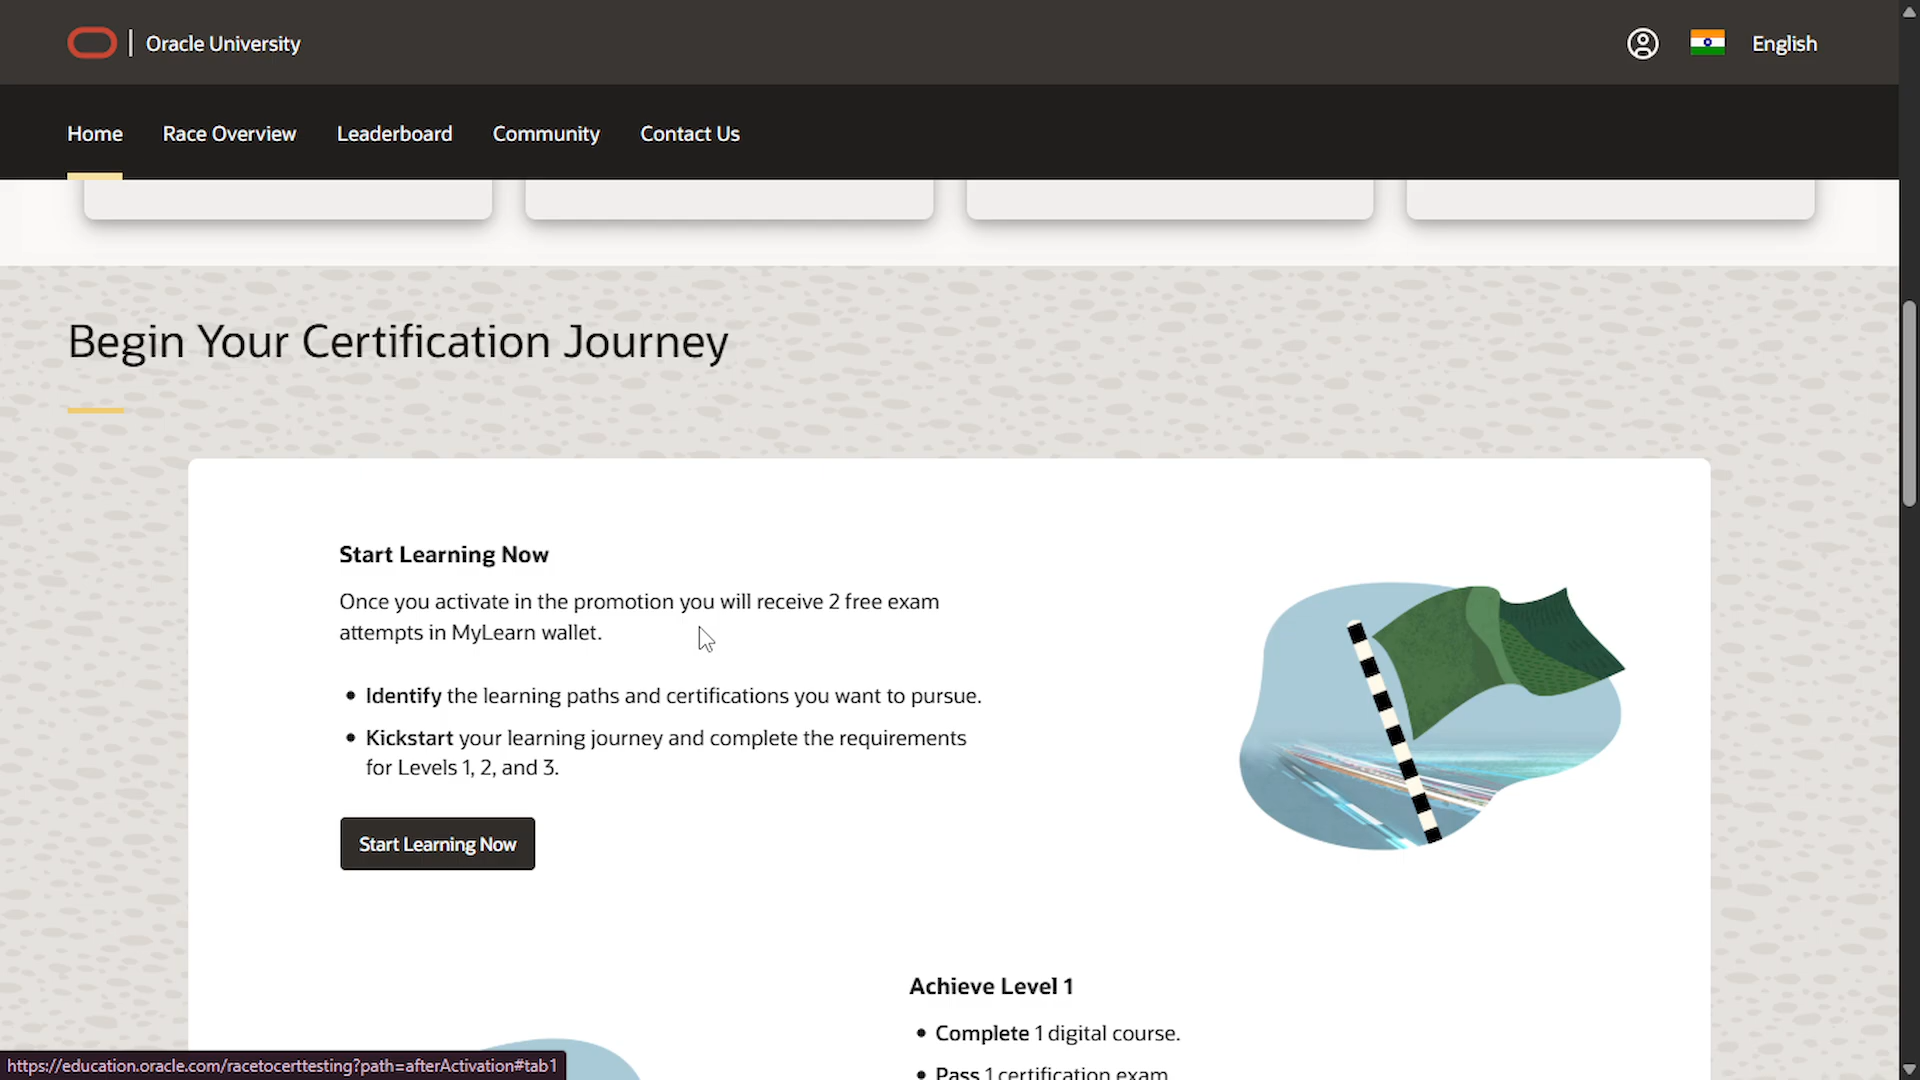 Oracle University
English
Home
Race Overview
Leaderboard
Community
Contact Us
Begin Your Certification Journey
Start Learning Now
Once you activate in the promotion you will receive 2 free exam
attempts in MyLearn wallet.
• Identify the learning paths and certifications you want to pursue.
• Kickstart your learning journey and complete the requirements
for Levels 1, 2, and 3.
Start Learning Now
Achieve Level 1
• Complete 1 digital course.
• Pass 1 certification exam
https://education.oracle.com/racetocerttesting?path=afterActivation#tab1